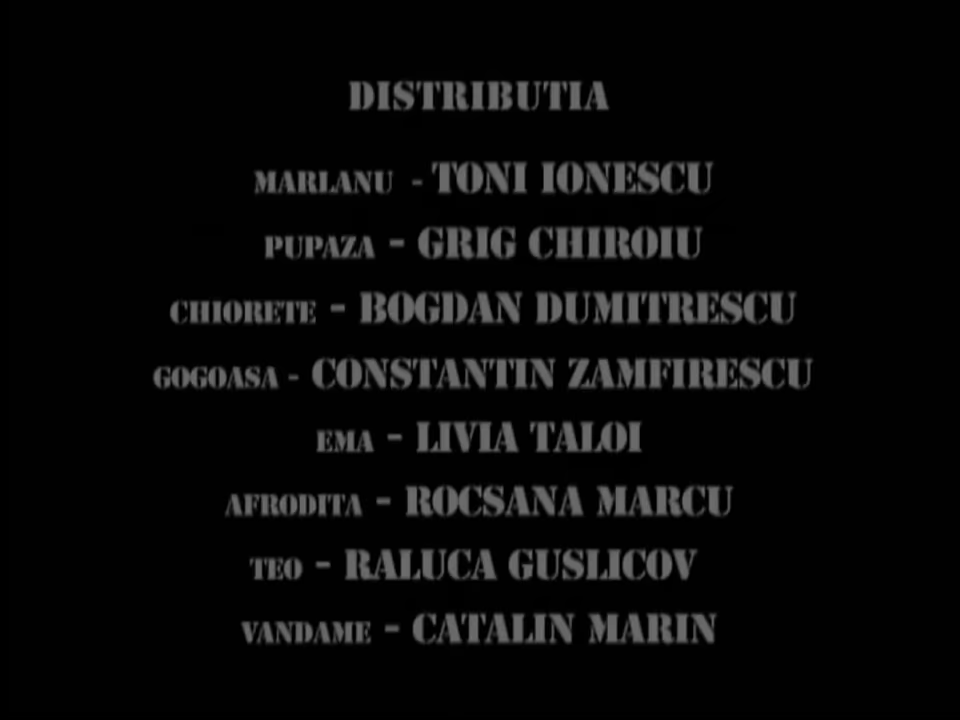 DISTRIBUTIA
MARLANU - TONI IONESCU
PUPAZA - GRIG CHIROIU
CHIORETE - BOGDAN DUMITRESCU
GOGOASA - CONSTANTIN ZAMFIRESCU
EMA - LIVIA TALOI
AFRODITA - ROCSANA MARCU
TEO - RALUCA GUSLICOV
VANDAME - CATALIN MARIN